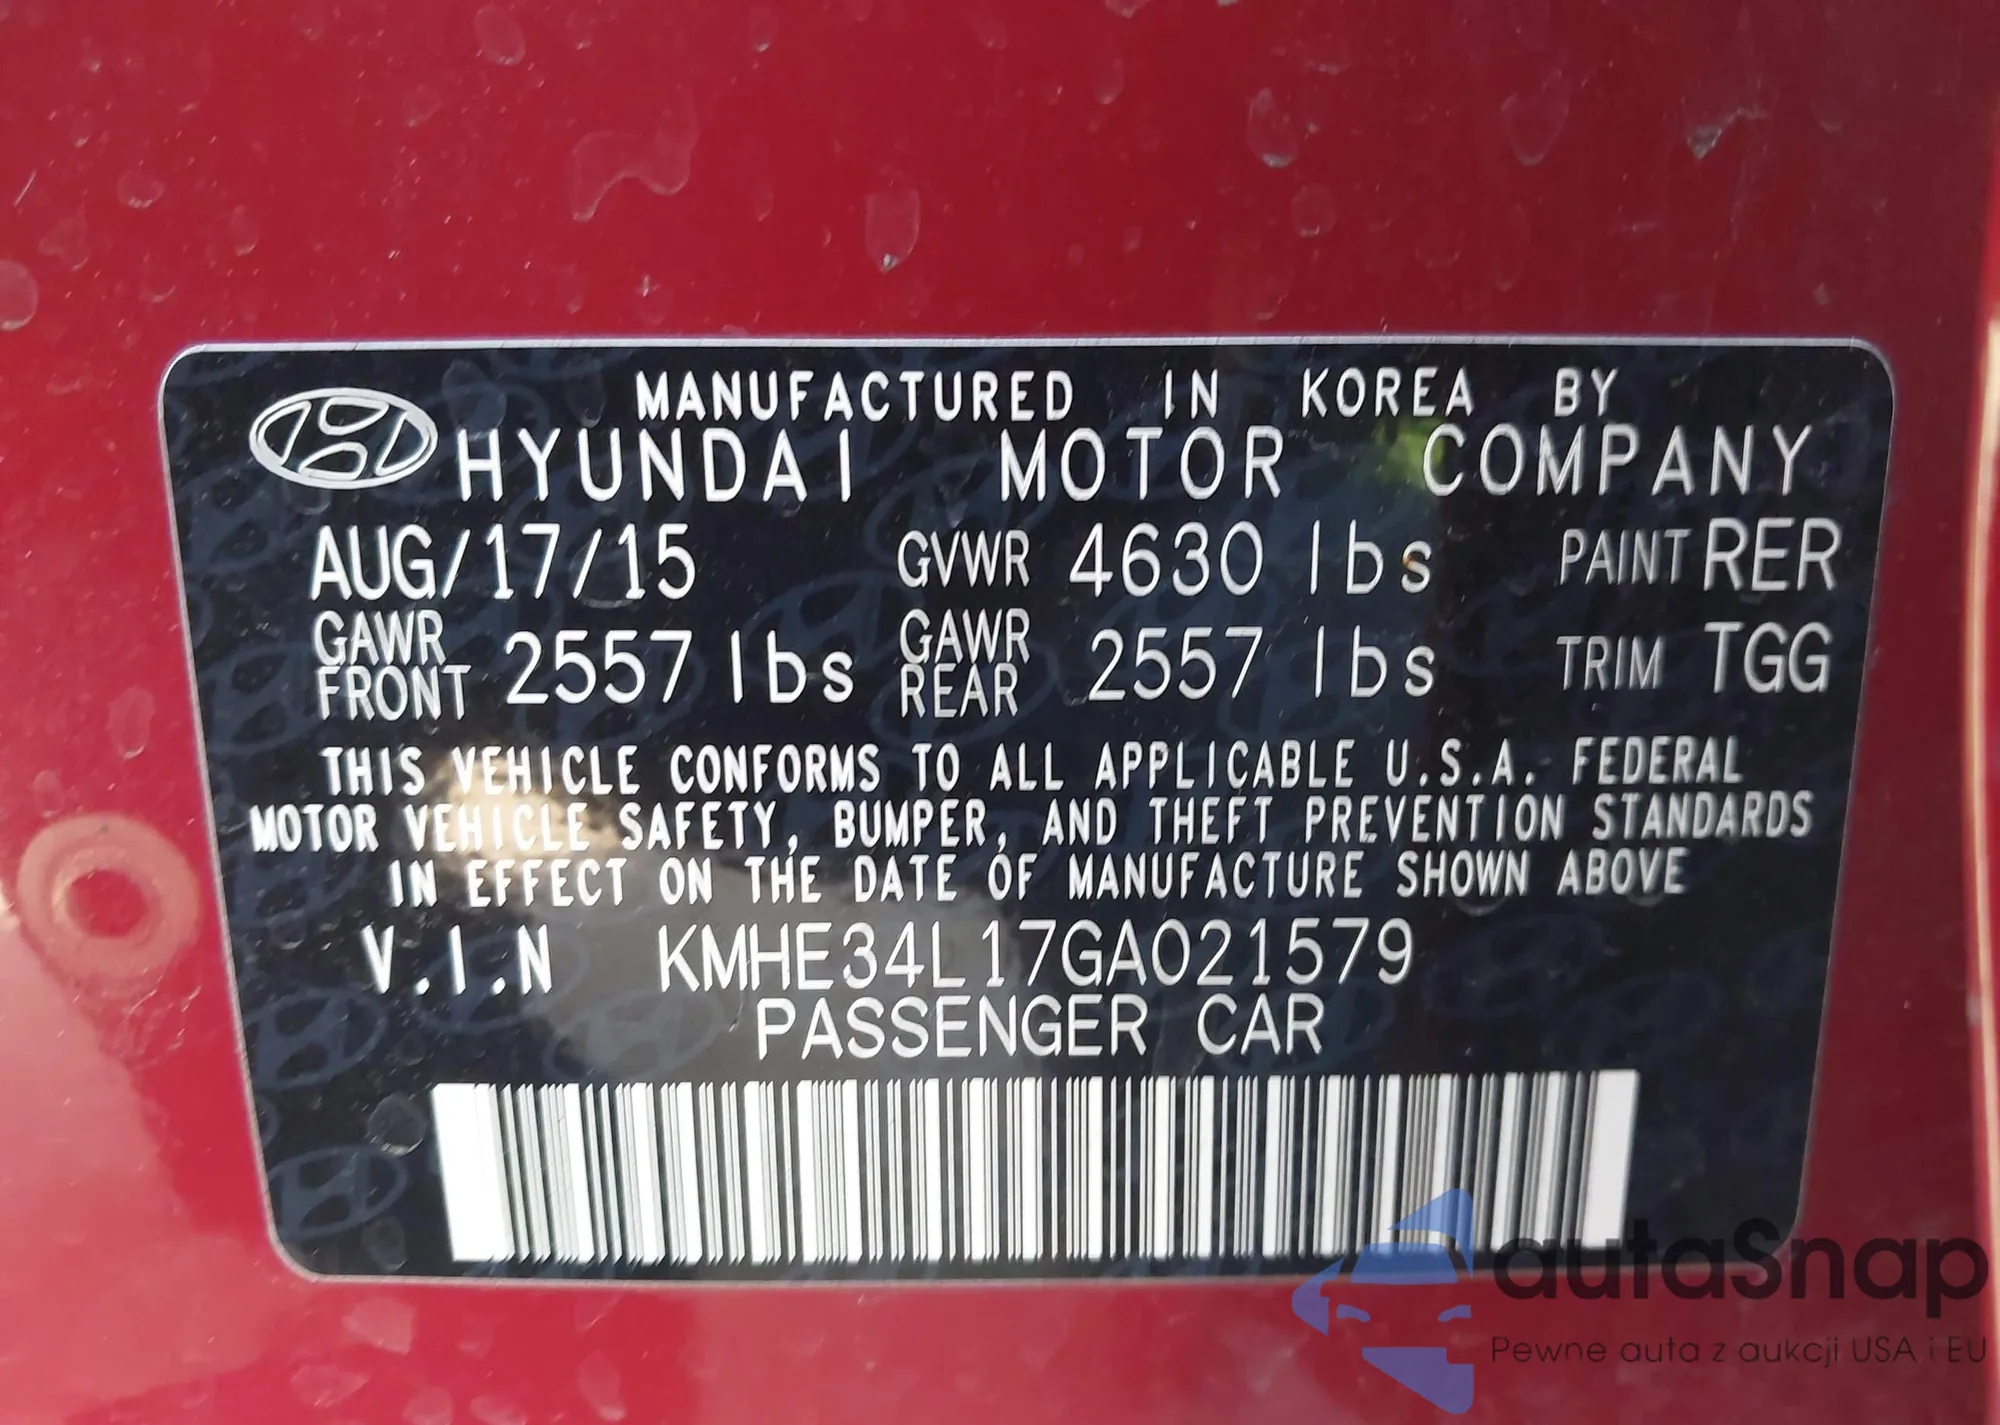 MANUFACTURED IN KOREA BY
HYUNDAI MOTOR COMPANY
AUG/17/15 GVWR 4630 lbs PAINT RER
GAWR FRONT 2557 lbs GAWR REAR 2557 lbs TRIM TGG
THIS VEHICLE CONFORMS TO ALL APPLICABLE U.S.A. FEDERAL
MOTOR VEHICLE SAFETY, BUMPER, AND THEFT PREVENTION STANDARDS
IN EFFECT ON THE DATE OF MANUFACTURE SHOWN ABOVE
V.I.N KMHE34L17GA021579
PASSENGER CAR
autaSnap
Pewne auta z aukcji USA i EU